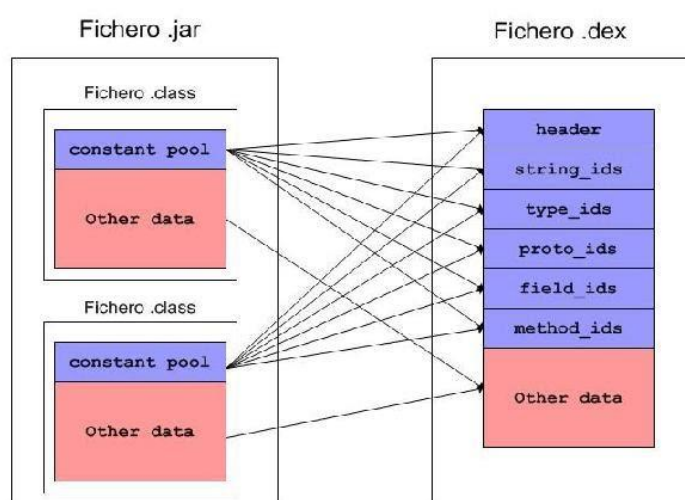 Fichero .jar
Fichero .class
constant pool
Other data
Fichero .class
constant pool
Other data
Fichero .dex
header
string_ids
type_ids
proto_ids
field_ids
method_ids
Other data